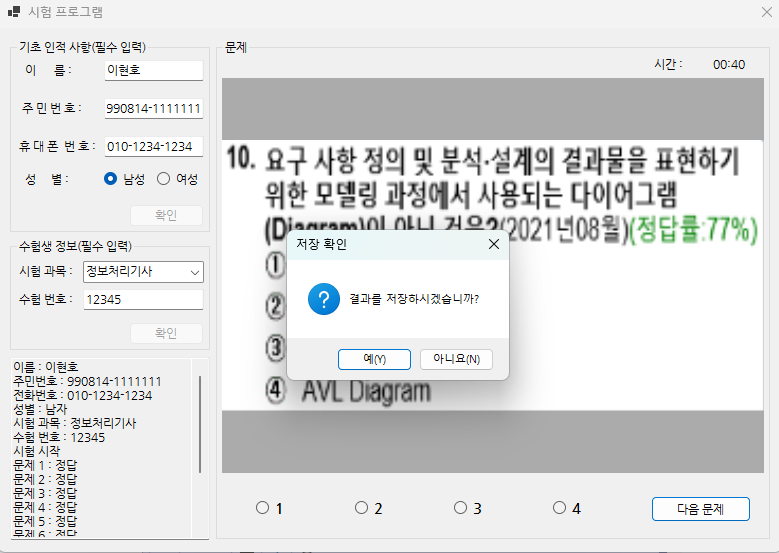 시험 프로그램
기초 인적 사항(필수 입력)
이 름 :
이현호
주 민 번 호 :
990814-1111111
휴 대 폰 번 호 :
010-1234-1234
성 별 :
남성
여성
확인
수험생 정보(필수 입력)
시험 과목 :
정보처리기사
수험 번호 :
12345
확인
이름 : 이현호
주민번호 : 990814-1111111
전화번호 : 010-1234-1234
성별 : 남자
시험 과목 : 정보처리기사
수험 번호 : 12345
시험 시작
문제 1 : 정답
문제 2 : 정답
문제 3 : 정답
문제 4 : 정답
문제 5 : 정답
문제 6 : 정답
문제
시간 :
00:40
10. 요구 사항 정의 및 분석·설계의 결과물을 표현하기
위한 모델링 과정에서 사용되는 다이어그램
(2021년08월)(정답률:77%)
①
②
③
④ AVL Diagram
저장 확인
결과를 저장하시겠습니까?
예(Y)
아니요(N)
1
2
3
4
다음 문제